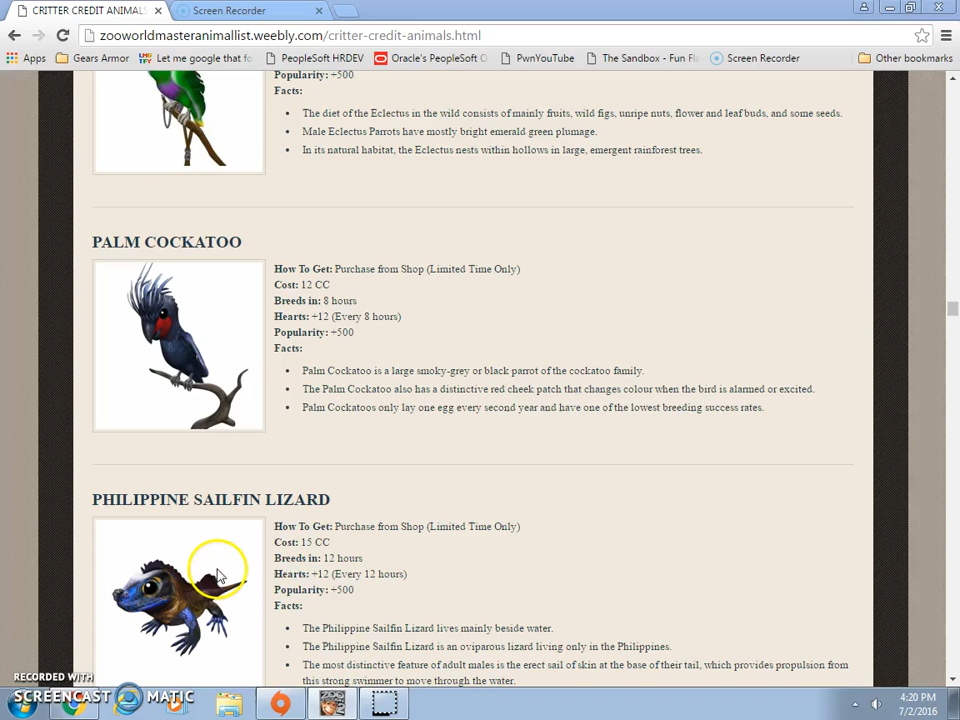 CRITTER CREDIT ANIMALS
Screen Recorder
zooworldmasteranimallist.weebly.com/critter-credit-animals.html
Apps
Gears Armor
LMG FYI
Let me google that fo
PeopleSoft HRDEV
Oracle's PeopleSoft O
PwnYouTube
The Sandbox - Fun Fl
Screen Recorder
Other bookmarks
Popularity: +500
Facts:
• The diet of the Eclectus in the wild consists of mainly fruits, wild figs, unripe nuts, flower and leaf buds, and some seeds.
• Male Eclectus Parrots have mostly bright emerald green plumage.
• In its natural habitat, the Eclectus nests within hollows in large, emergent rainforest trees.
PALM COCKATOO
How To Get: Purchase from Shop (Limited Time Only)
Cost: 12 CC
Breeds in: 8 hours
Hearts: +12 (Every 8 hours)
Popularity: +500
Facts:
• Palm Cockatoo is a large smoky-grey or black parrot of the cockatoo family.
• The Palm Cockatoo also has a distinctive red cheek patch that changes colour when the bird is alarmed or excited.
• Palm Cockatoos only lay one egg every second year and have one of the lowest breeding success rates.
PHILIPPINE SAILFIN LIZARD
How To Get: Purchase from Shop (Limited Time Only)
Cost: 15 CC
Breeds in: 12 hours
Hearts: +12 (Every 12 hours)
Popularity: +500
Facts:
• The Philippine Sailfin Lizard lives mainly beside water.
• The Philippine Sailfin Lizard is an oviparous lizard living only in the Philippines.
• The most distinctive feature of adult males is the erect sail of skin at the base of their tail, which provides propulsion from
this strong swimmer to move through the water.
RECORDED WITH
SCREENCAST MATIC
4:20 PM
7/2/2016